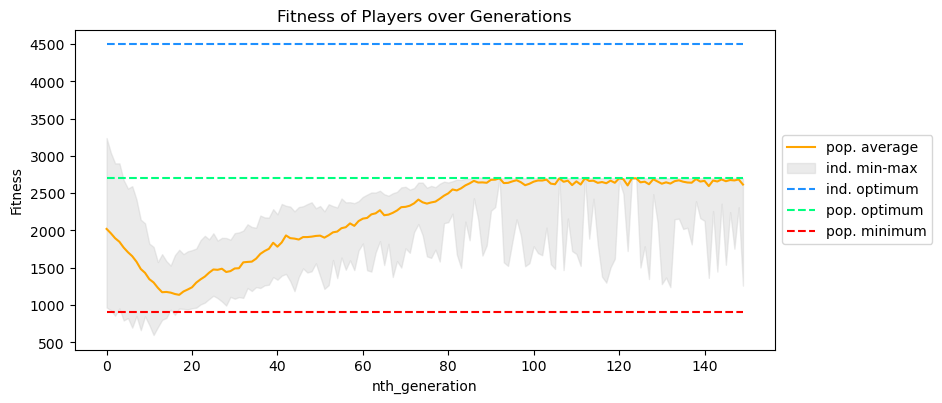 Fitness of Players over Generations
Fitness
4500
4000
3500
3000
2500
2000
1500
1000
500
0
20
40
60
80
100
120
140
nth_generation
pop. average
ind. min-max
ind. optimum
pop. optimum
pop. minimum